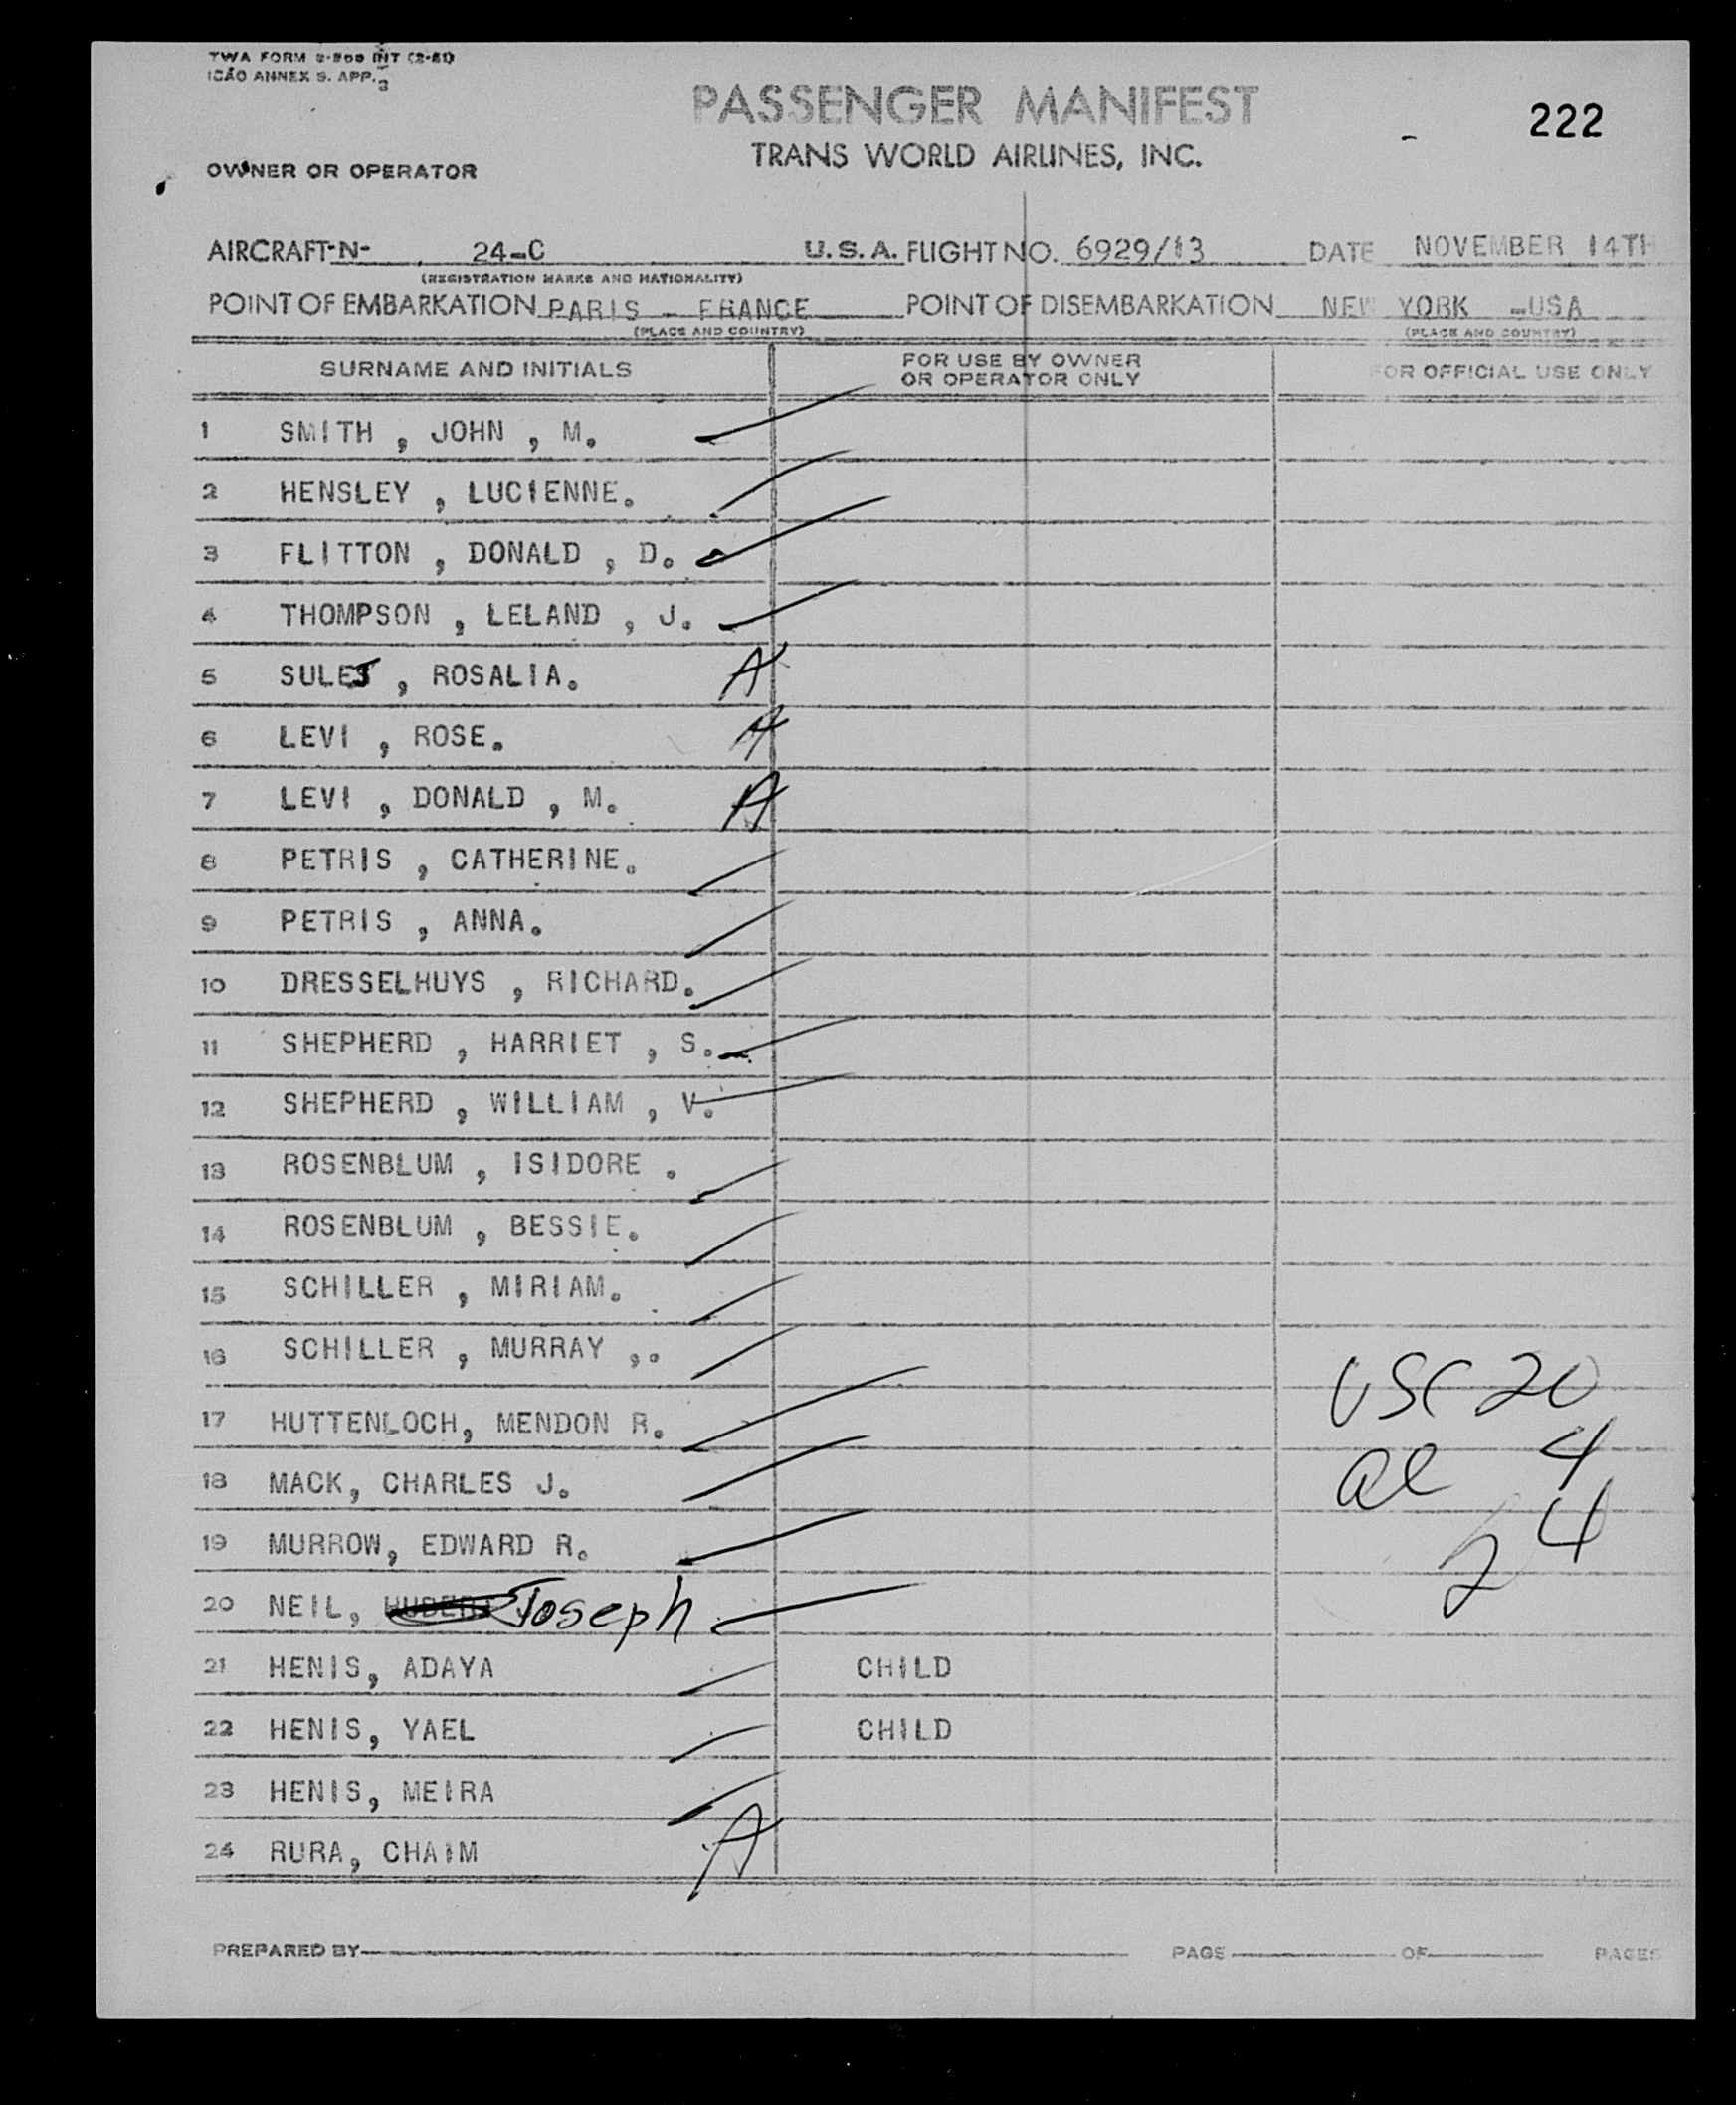 TWA FORM
ICAO ANNEX 9. APP. 3
PASSENGER MANIFEST
222
TRANS WORLD AIRLINES, INC.
OWNER OR OPERATOR
AIRCRAFT-N- 24-C U.S.A. FLIGHT NO. 6929/13 DATE NOVEMBER 14TH
(REGISTRATION MARKS AND NATIONALITY)
POINT OF EMBARKATION PARIS - FRANCE POINT OF DISEMBARKATION NEW YORK -USA
(PLACE AND COUNTRY) (PLACE AND COUNTRY)
SURNAME AND INITIALS FOR USE BY OWNER OR OPERATOR ONLY FOR OFFICIAL USE ONLY
1 SMITH , JOHN , M.
2 HENSLEY , LUCIENNE.
3 FLITTON , DONALD , D.
4 THOMPSON , LELAND , J.
5 SULEJ , ROSALIA. A
6 LEVI , ROSE. A
7 LEVI , DONALD , M. A
8 PETRIS , CATHERINE.
9 PETRIS , ANNA.
10 DRESSELHUYS , RICHARD.
11 SHEPHERD , HARRIET , S.
12 SHEPHERD , WILLIAM , V.
13 ROSENBLUM , ISIDORE .
14 ROSENBLUM , BESSIE.
15 SCHILLER , MIRIAM.
16 SCHILLER , MURRAY ,.
USC 20
17 HUTTENLOCH, MENDON R.
18 MACK, CHARLES J. al 4
19 MURROW, EDWARD R. 24
20 NEIL, Joseph
21 HENIS, ADAYA CHILD
22 HENIS, YAEL CHILD
23 HENIS, MEIRA
24 RURA, CHAIM A
PREPARED BY PAGE OF PAGES